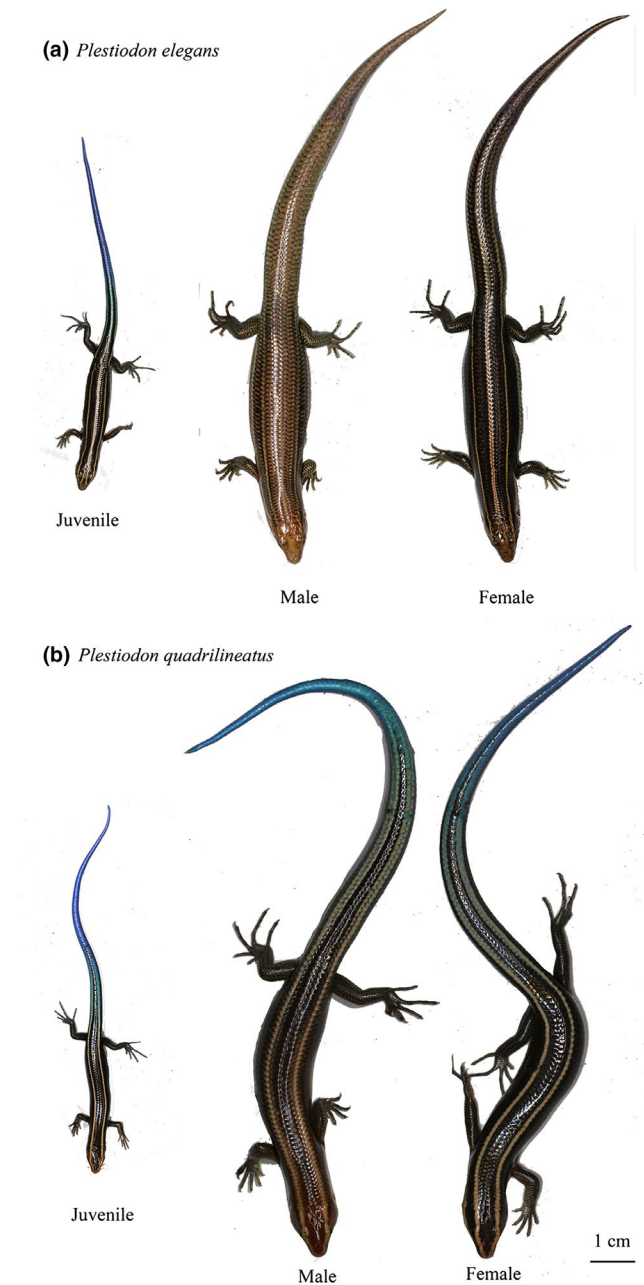 (a) Plestiodon elegans
Juvenile
Male
Female
(b) Plestiodon quadrilineatus
Juvenile
Male
Female
1 cm